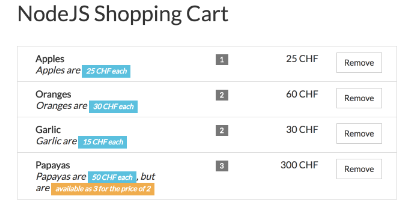 NodeJS Shopping Cart
Apples 1 25 CHF Remove
Apples are 25 CHF each
Oranges 2 60 CHF Remove
Oranges are 30 CHF each
Garlic 2 30 CHF Remove
Garlic are 15 CHF each
Papayas 3 300 CHF Remove
Papayas are 50 CHF each, but
are available as 3 for the price of 2